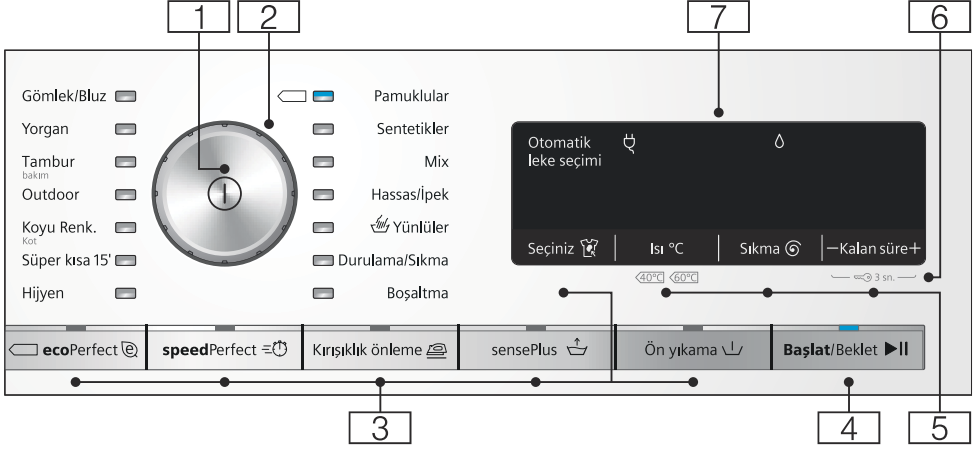 1
2
7
6
Gömlek/Bluz
Yorgan
Tambur
bakım
Outdoor
Koyu Renk.
Kot
Süper kısa 15'
Hijyen
Pamuklular
Sentetikler
Mix
Hassas/İpek
Yünlüler
Durulama/Sıkma
Boşaltma
Otomatik
leke seçimi
Seçiniz
Isı °C
Sıkma
−Kalan süre+
40°C 60°C
3 sn.
ecoPerfect e
speedPerfect
Kırışıklık önleme
sensePlus
Ön yıkama
Başlat/Beklet
3
4
5